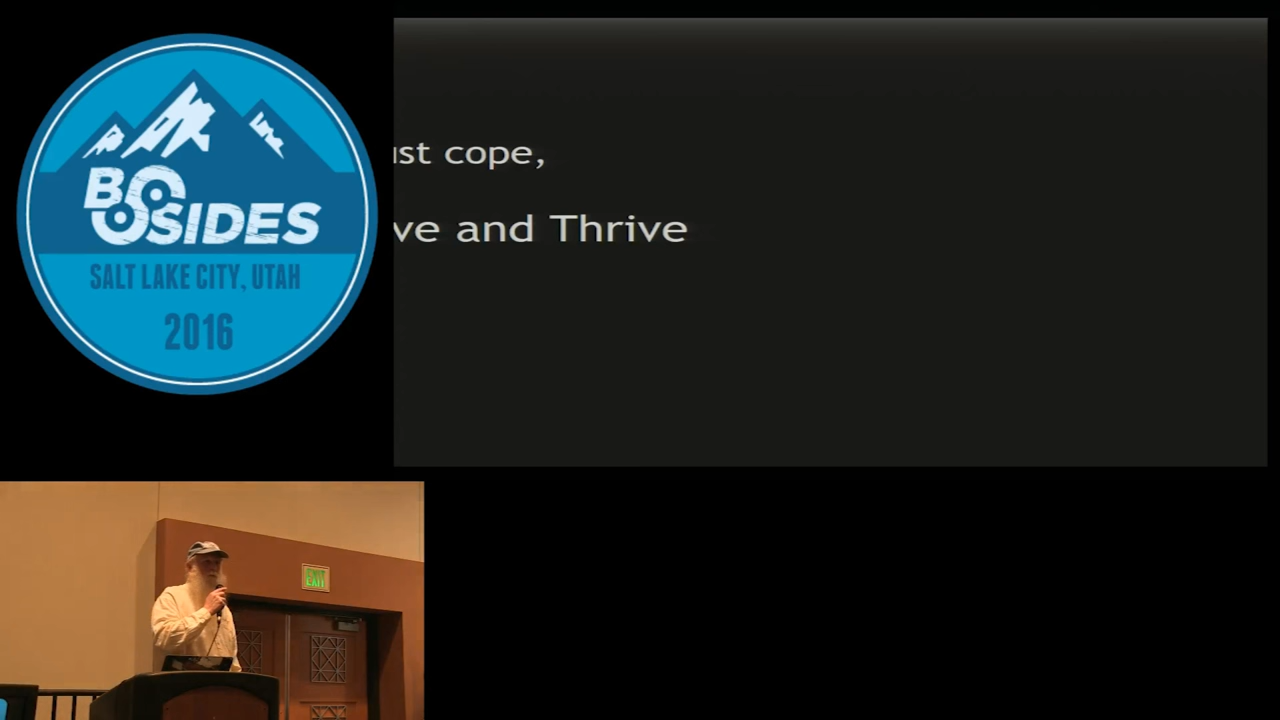 BSIDES
SALT LAKE CITY, UTAH
2016
ust cope,
ve and Thrive
EXIT